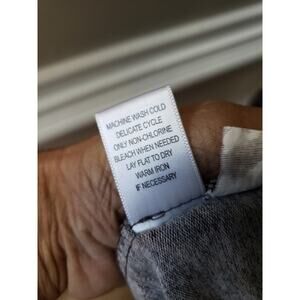 MACHINE WASH COLD
DELICATE CYCLE
ONLY NON-CHLORINE
BLEACH WHEN NEEDED
LAY FLAT TO DRY
WARM IRON
IF NECESSARY